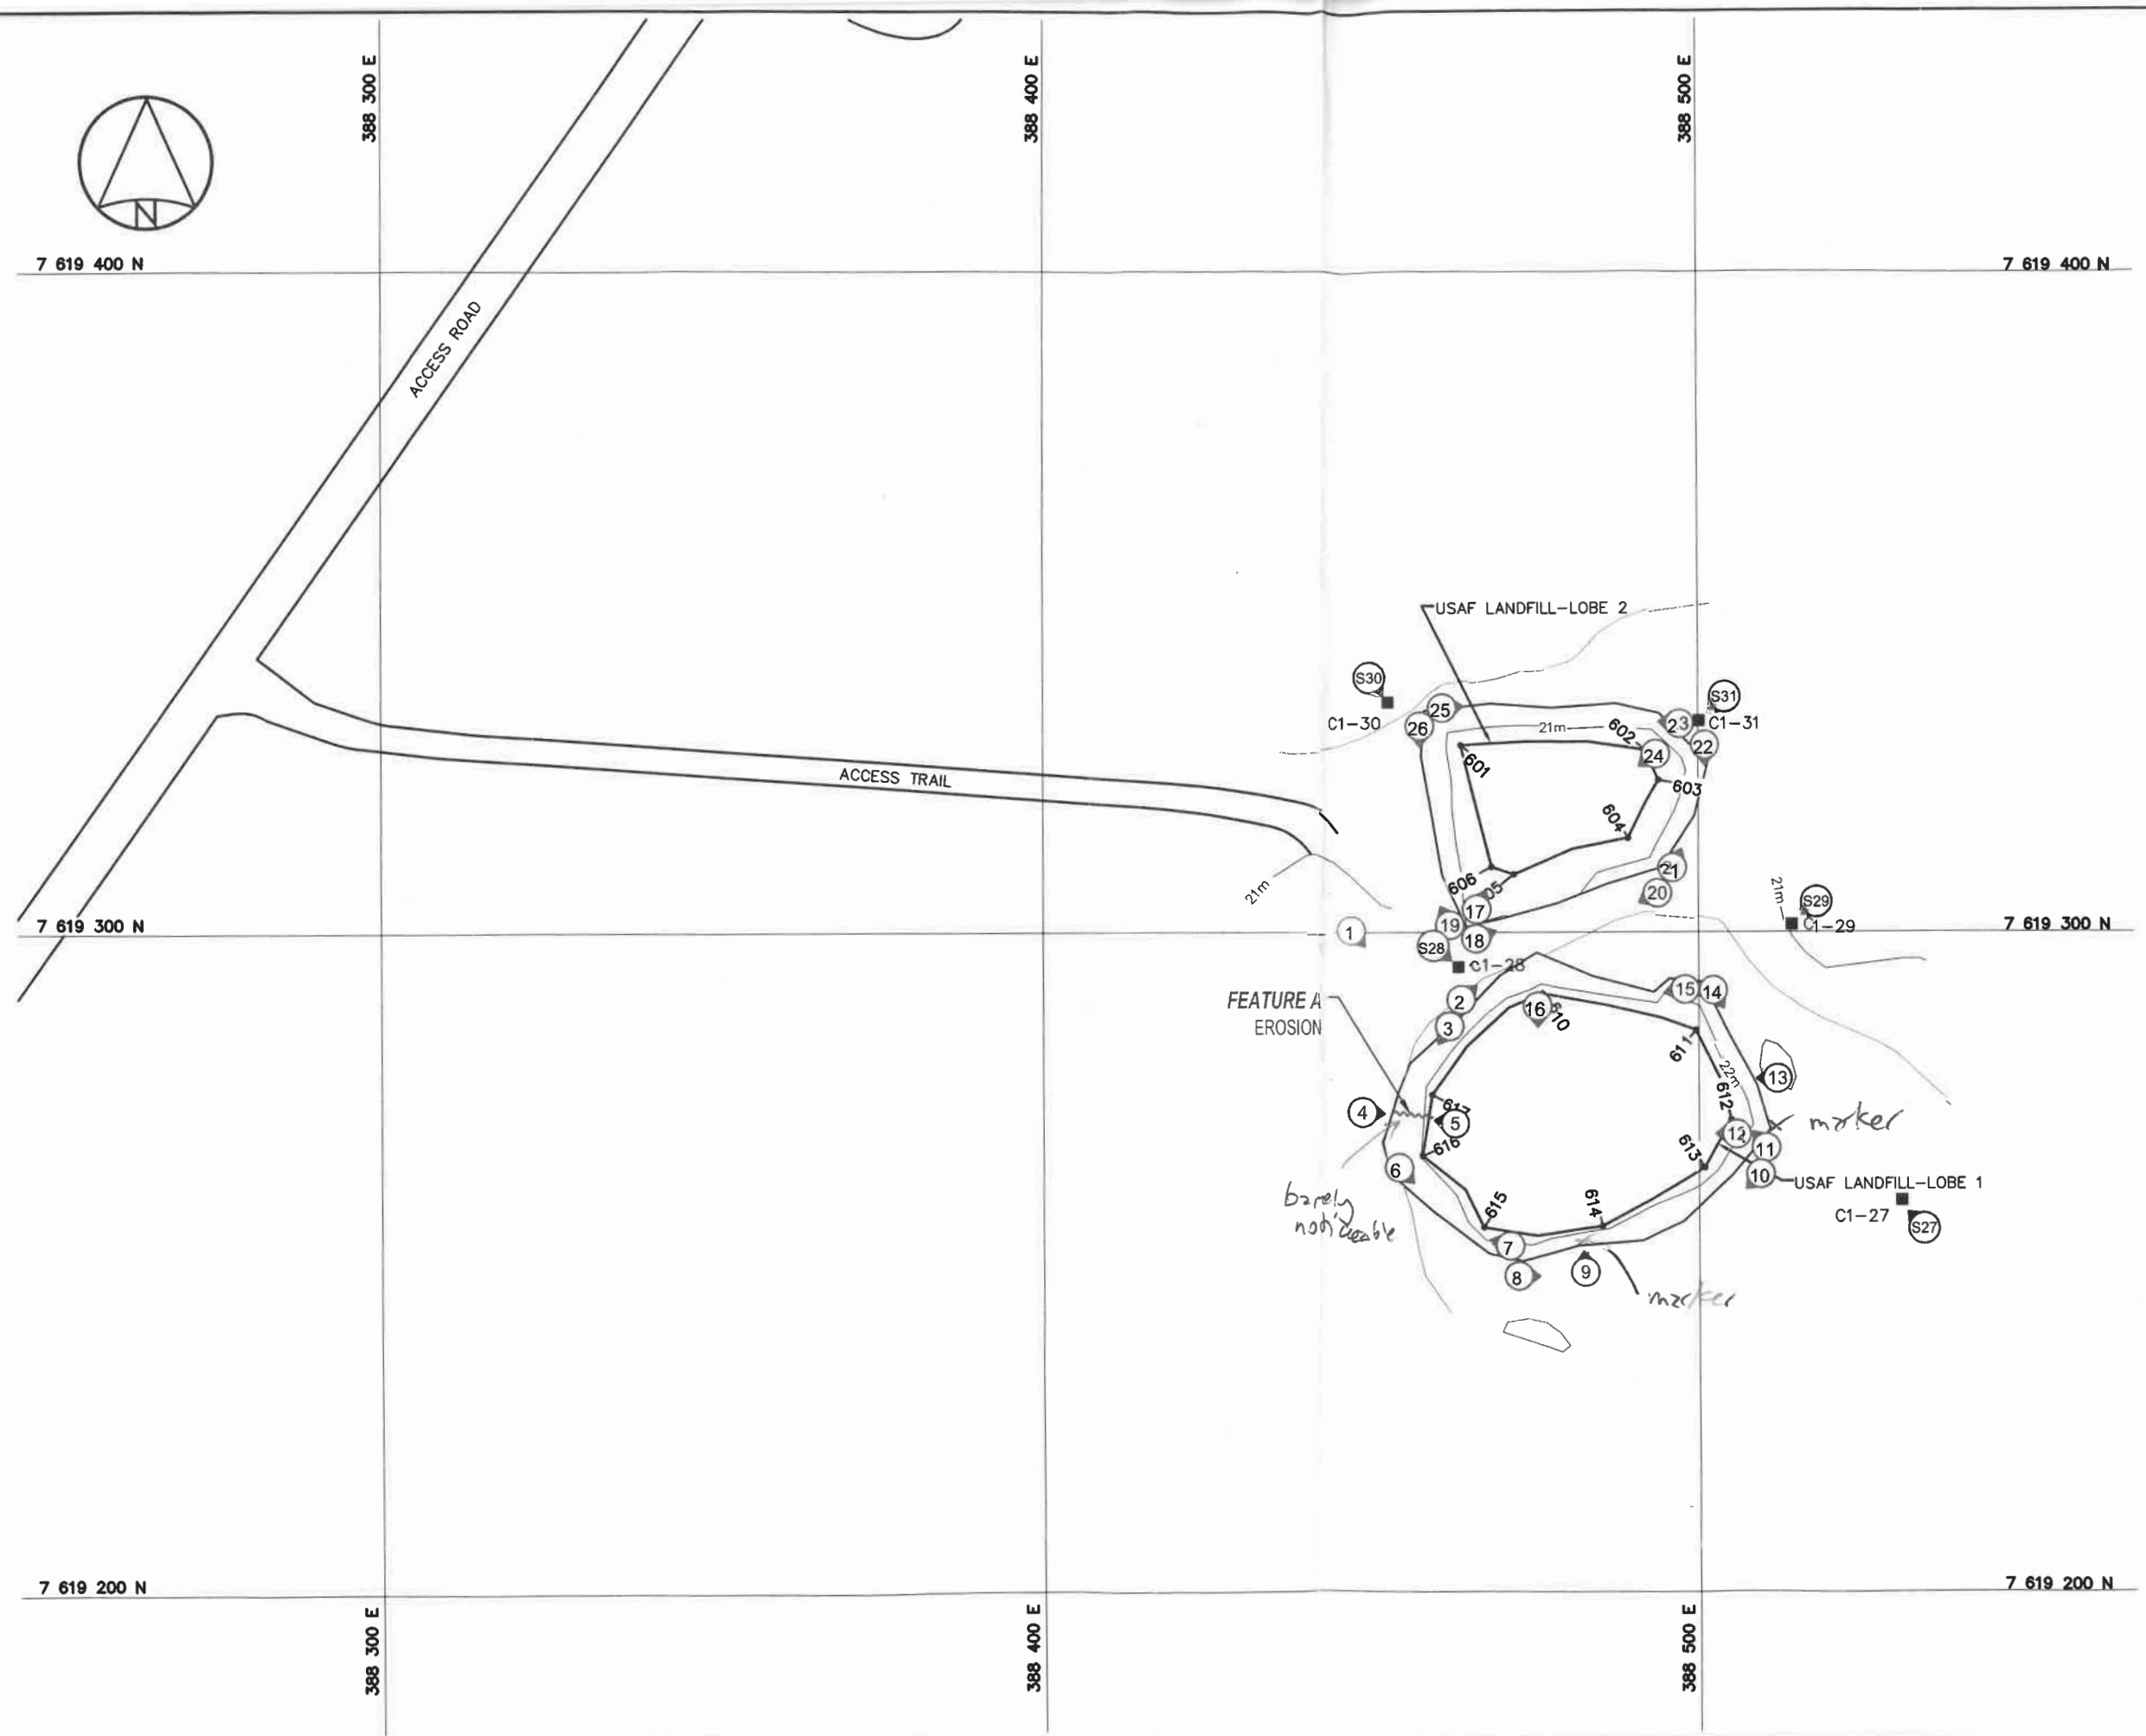 388 300 E
388 400 E
388 500 E
N
7 619 400 N
7 619 400 N
ACCESS ROAD
USAF LANDFILL-LOBE 2
S30
S31
C1-30
25
26
21m
602
23
C1-31
22
24
601
603
ACCESS TRAIL
604
21
606
05
20
21m
21m
S29
C1-29
7 619 300 N
7 619 300 N
1
17
19
18
S28
C1-28
FEATURE A
EROSION
2
3
16
610
15
14
611
22m
13
612
4
617
5
616
marker
12
11
613
10
6
USAF LANDFILL-LOBE 1
C1-27
S27
barely
noticeable
615
614
7
8
9
marker
7 619 200 N
7 619 200 N
388 300 E
388 400 E
388 500 E